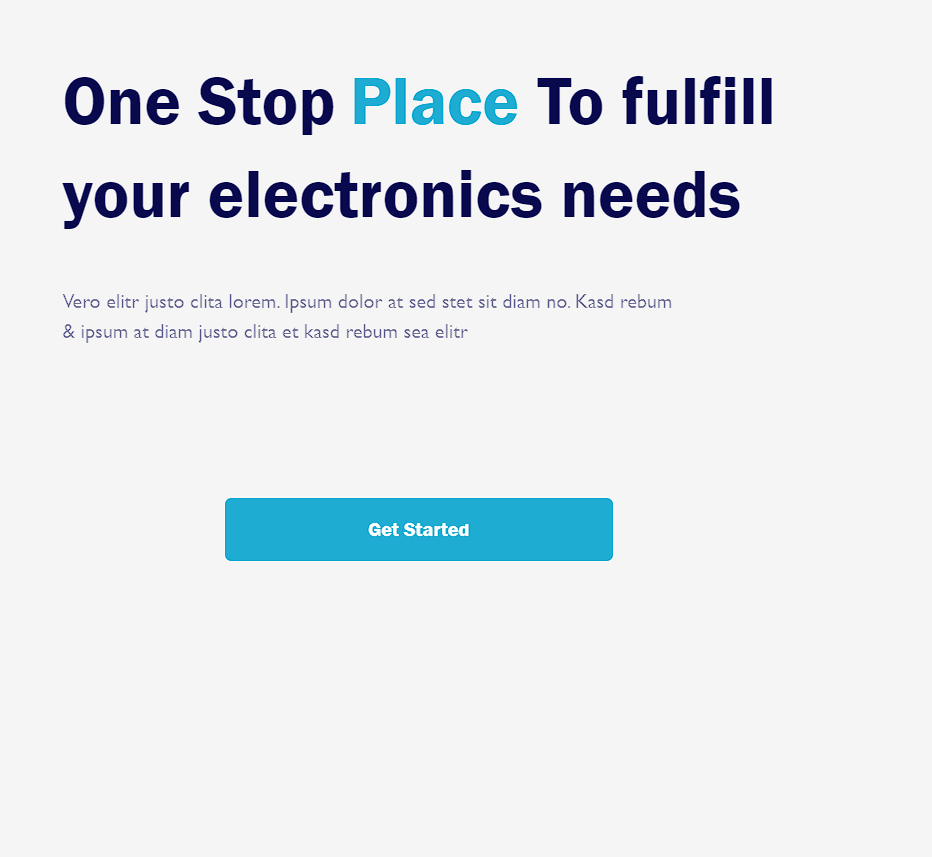 One Stop Place To fulfill
your electronics needs
Vero elitr justo clita lorem. Ipsum dolor at sed stet sit diam no. Kasd rebum
& ipsum at diam justo clita et kasd rebum sea elitr
Get Started